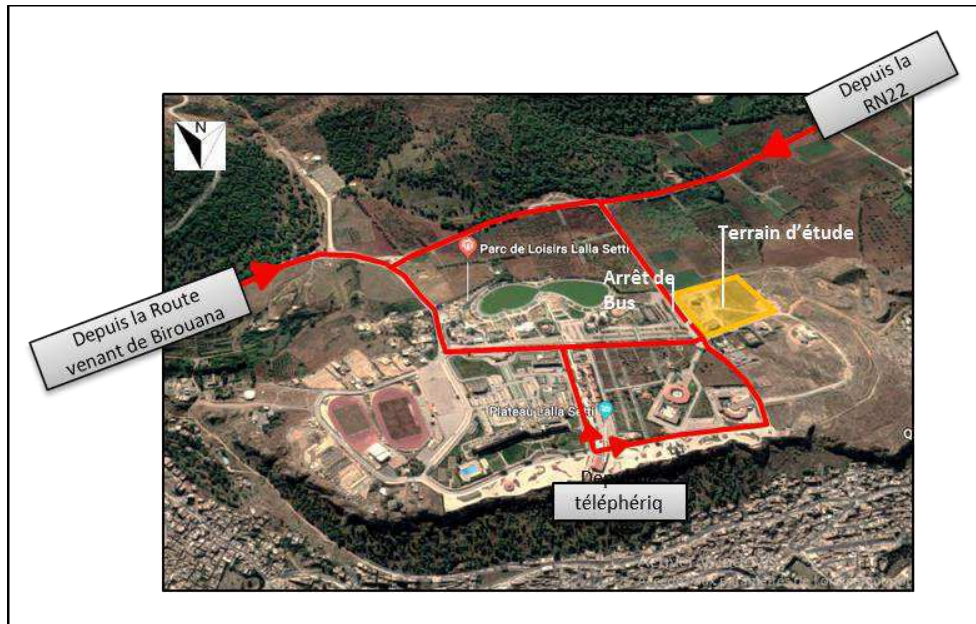 Depuis la
RN22
N
Parc de Loisirs Lalla Setti
Terrain d'étude
Arrêt de
Bus
Depuis la Route
venant de Birouana
Plateau Lalla Setti
De
téléphériq